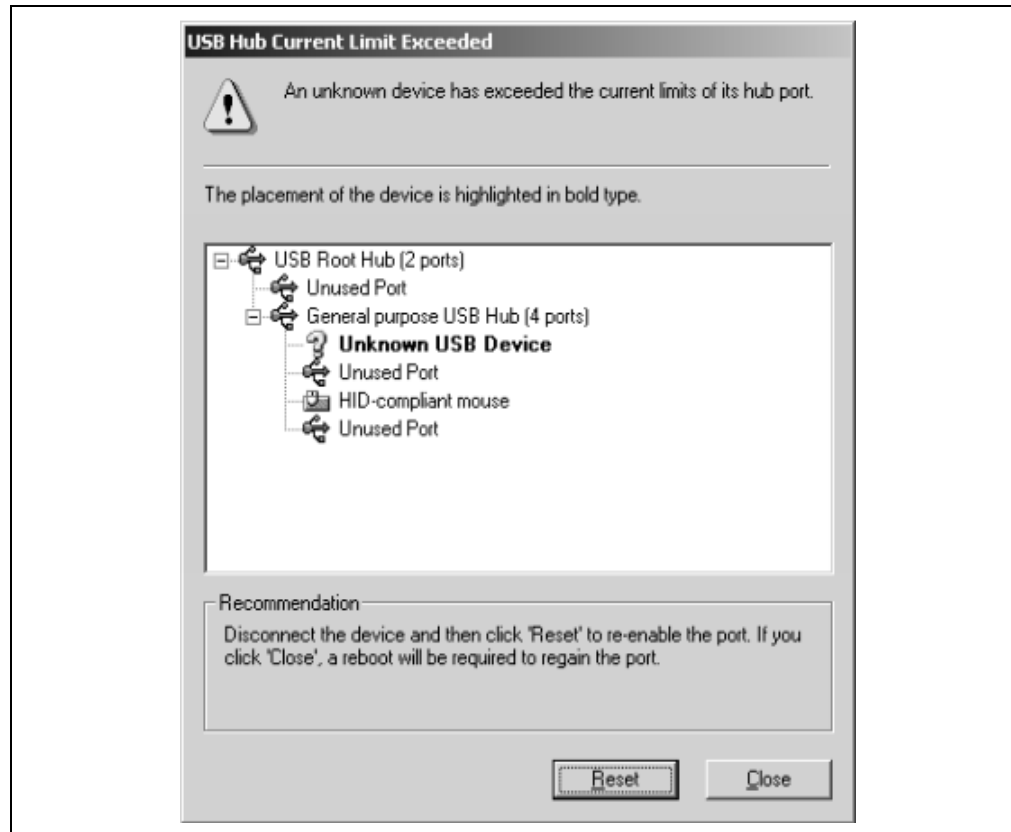 USB Hub Current Limit Exceeded
An unknown device has exceeded the current limits of its hub port.
The placement of the device is highlighted in bold type.
USB Root Hub (2 ports)
Unused Port
General purpose USB Hub (4 ports)
Unknown USB Device
Unused Port
HID-compliant mouse
Unused Port
Recommendation
Disconnect the device and then click 'Reset' to re-enable the port. If you
click 'Close', a reboot will be required to regain the port.
Reset
Close